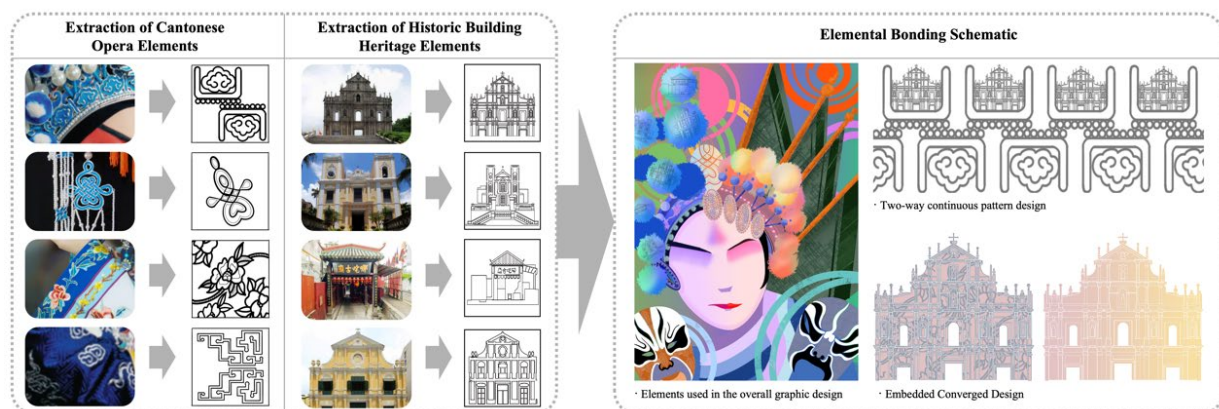 Extraction of Cantonese
Opera Elements
Extraction of Historic Building
Heritage Elements
Elemental Bonding Schematic
· Two-way continuous pattern design
· Elements used in the overall graphic design
· Embedded Converged Design